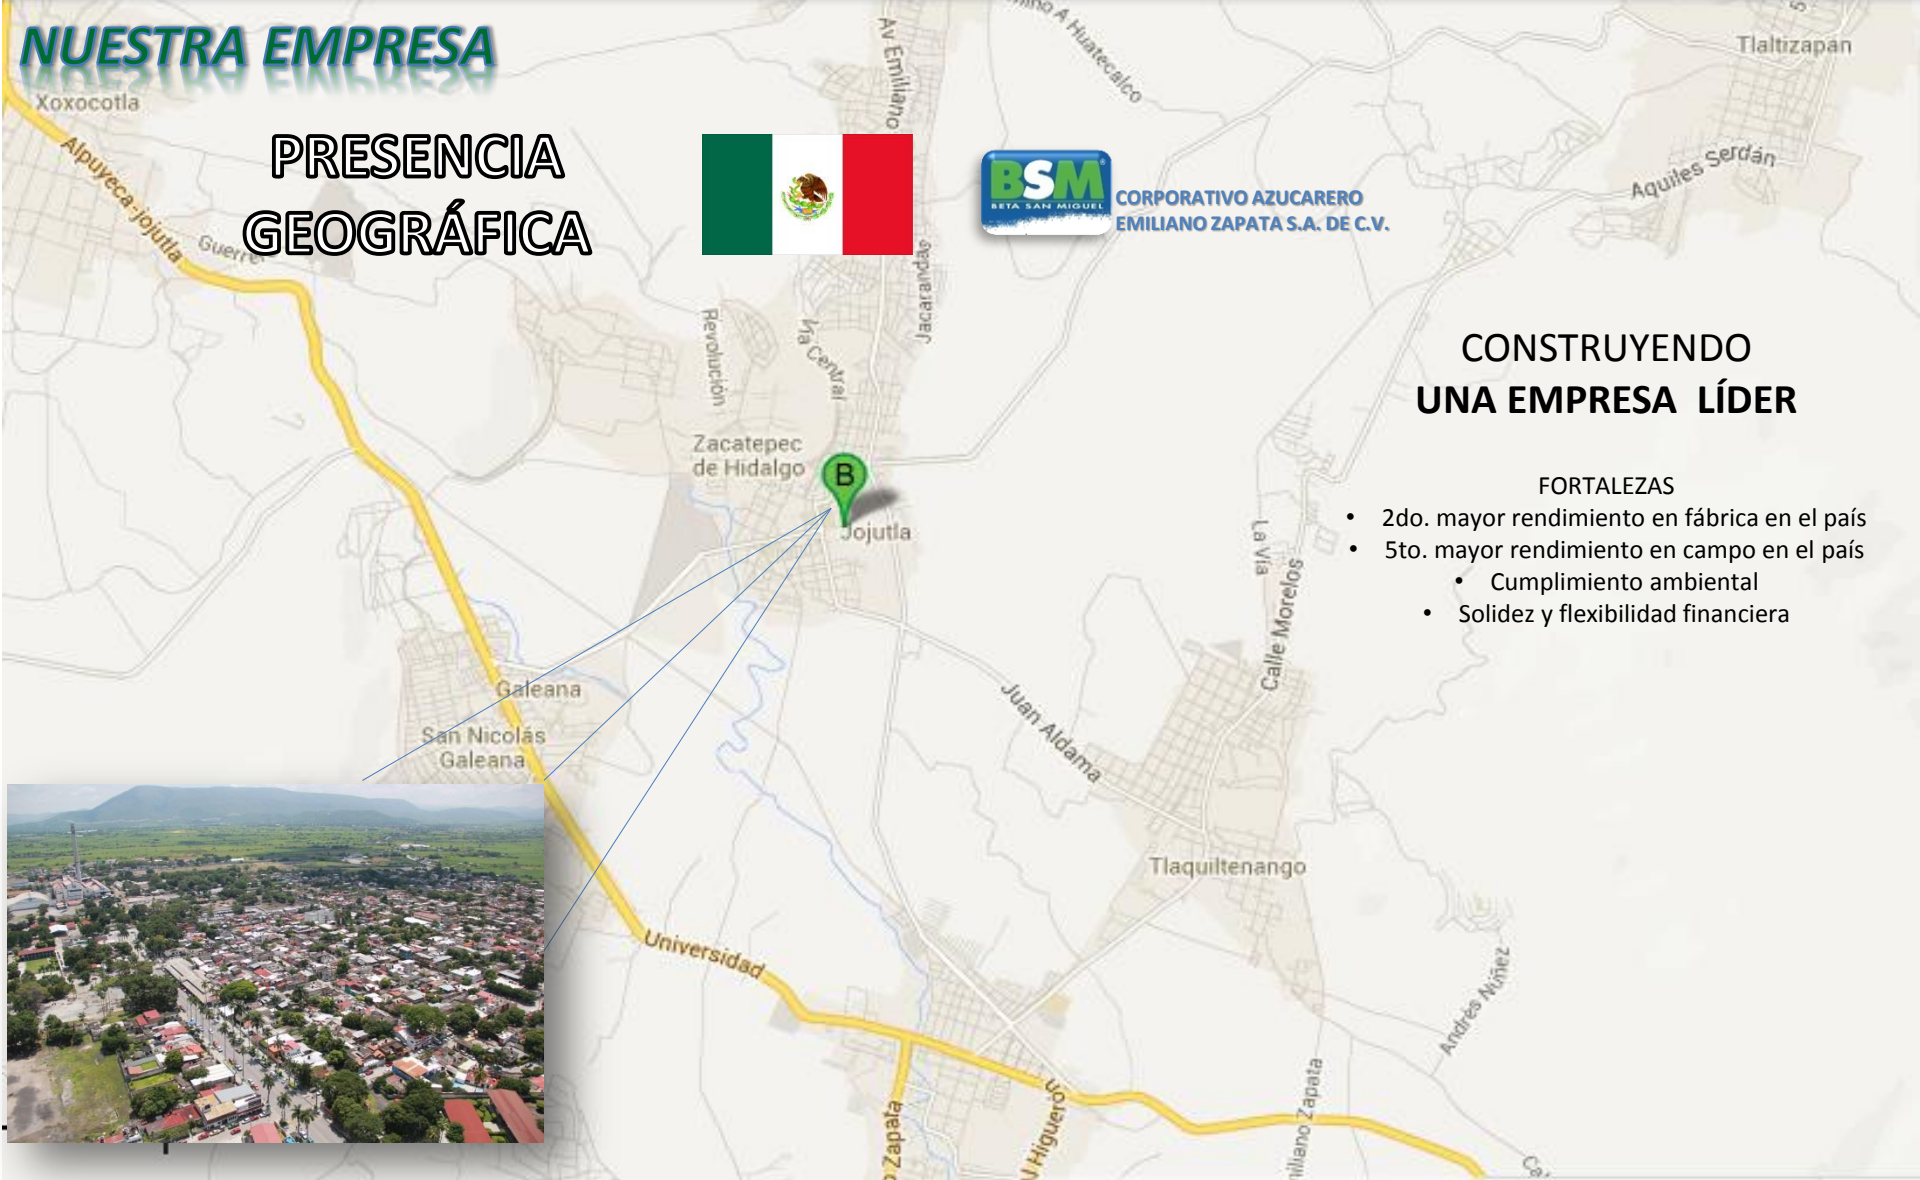 NUESTRA EMPRESA
Xoxocotla
Alpuyeca-Jojutla
PRESENCIA
GEOGRÁFICA
Av Emiliano
A Huatecalco
Tlaltizapán
Aquiles Serdán
BSM
BETA SAN MIGUEL
CORPORATIVO AZUCARERO
EMILIANO ZAPATA S.A. DE C.V.
Jacarandas
Revolución
Vía Central
Zacatepec
de Hidalgo
B
Jojutla
CONSTRUYENDO
UNA EMPRESA LÍDER
FORTALEZAS
• 2do. mayor rendimiento en fábrica en el país
• 5to. mayor rendimiento en campo en el país
• Cumplimiento ambiental
• Solidez y flexibilidad financiera
La Vía
Calle Morelos
Galeana
San Nicolás
Galeana
Juan Aldama
Tlaquiltenango
Universidad
Andrés Núñez
Zapata
Higuero
iliano Zapata